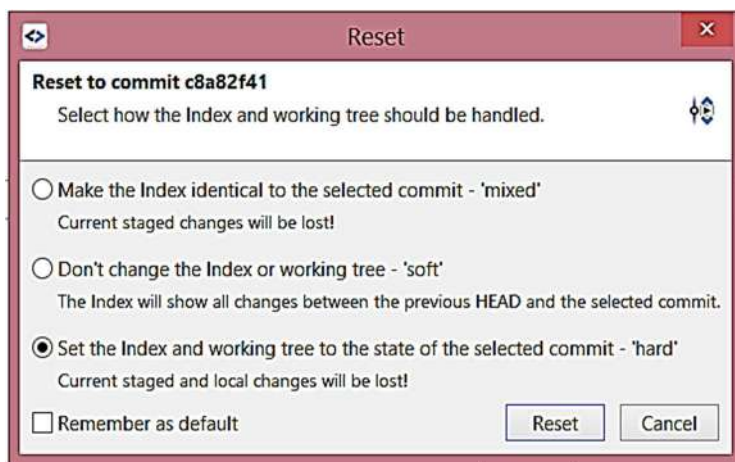 Reset
Reset to commit c8a82f41
Select how the Index and working tree should be handled.
Make the Index identical to the selected commit - 'mixed'
Current staged changes will be lost!
Don't change the Index or working tree - 'soft'
The Index will show all changes between the previous HEAD and the selected commit.
Set the Index and working tree to the state of the selected commit - 'hard'
Current staged and local changes will be lost!
Remember as default
Reset
Cancel